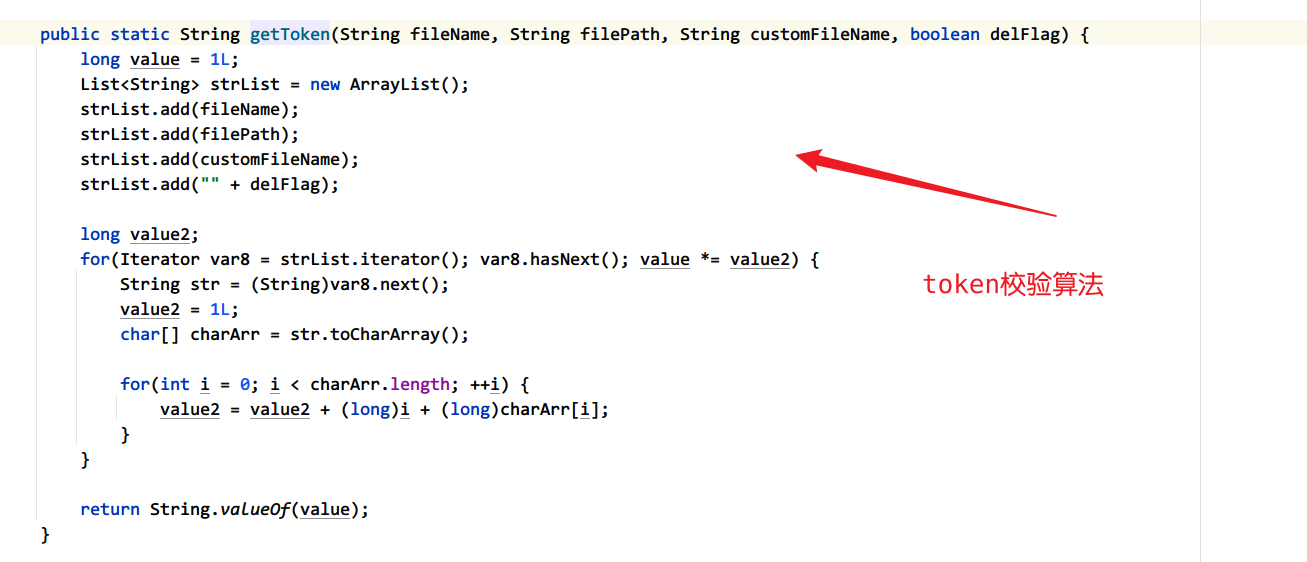 public static String getToken(String fileName, String filePath, String customFileName, boolean delFlag) {
long value = 1L;
List<String> strList = new ArrayList();
strList.add(fileName);
strList.add(filePath);
strList.add(customFileName);
strList.add("" + delFlag);
long value2;
for(Iterator var8 = strList.iterator(); var8.hasNext(); value *= value2) {
String str = (String)var8.next();
token校验算法
value2 = 1L;
char[] charArr = str.toCharArray();
for(int i = 0; i < charArr.length; ++i) {
value2 = value2 + (long)i + (long)charArr[i];
}
}
return String.valueOf(value);
}